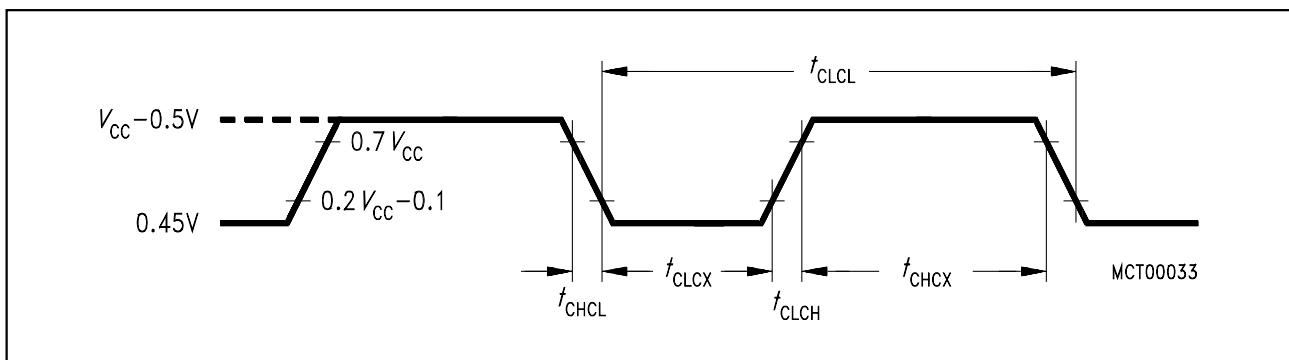 t_CLCL
V_CC−0.5V
0.7 V_CC
0.2 V_CC−0.1
0.45V
t_CHCL
t_CLCX
t_CLCH
t_CHCX
MCT00033